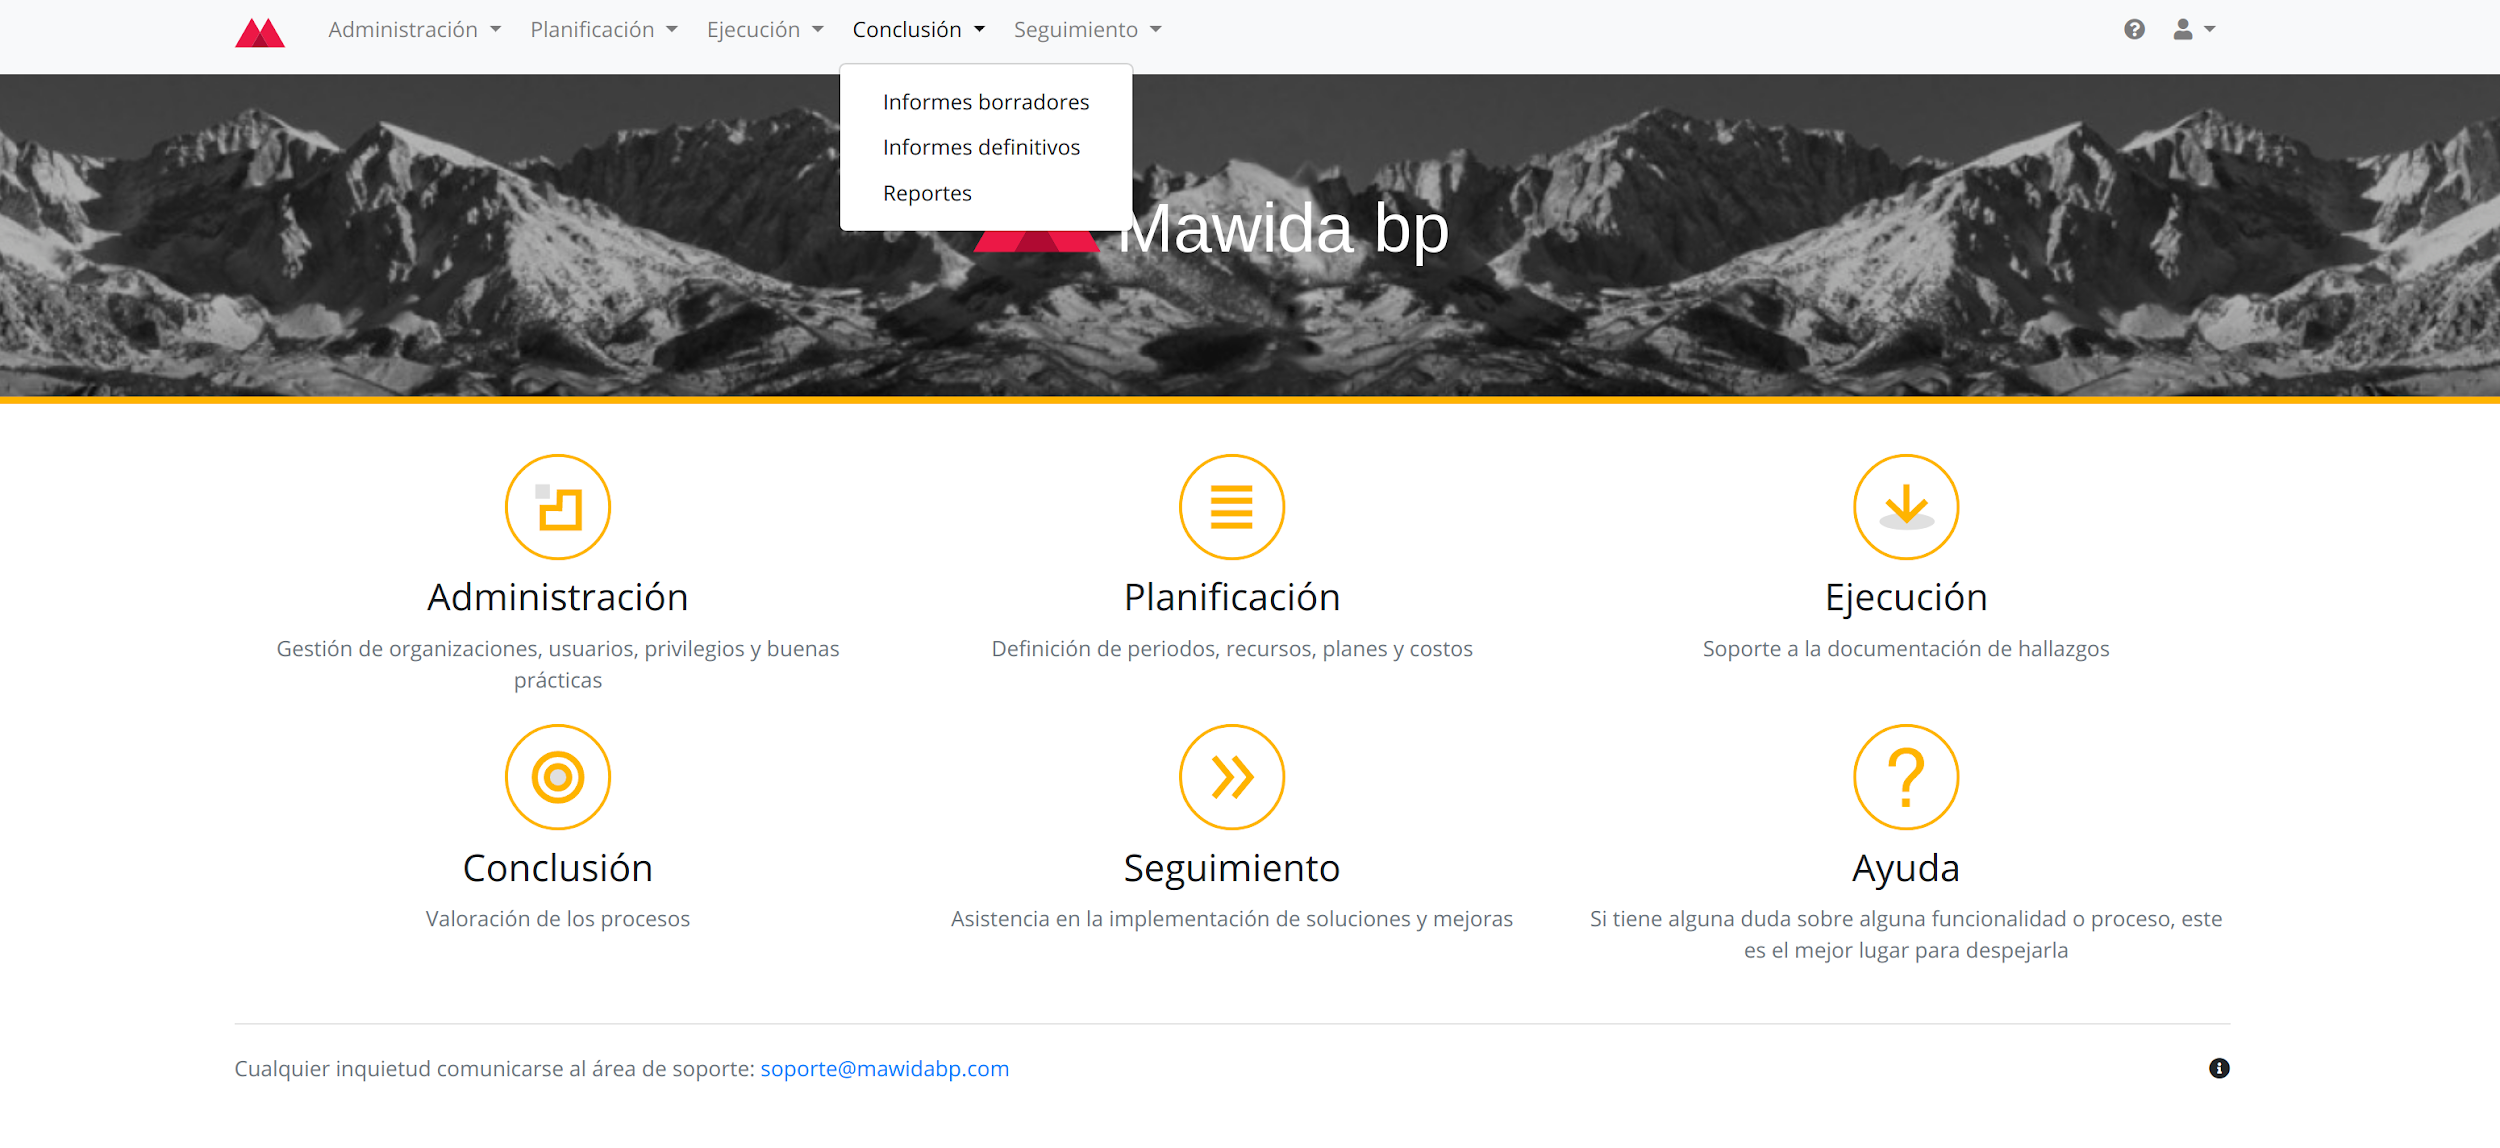 Administración
Planificación
Ejecución
Conclusión
Seguimiento
Informes borradores
Informes definitivos
Reportes
Mawida bp
Administración
Gestión de organizaciones, usuarios, privilegios y buenas
prácticas
Planificación
Definición de periodos, recursos, planes y costos
Ejecución
Soporte a la documentación de hallazgos
Conclusión
Valoración de los procesos
Seguimiento
Asistencia en la implementación de soluciones y mejoras
Ayuda
Si tiene alguna duda sobre alguna funcionalidad o proceso, este
es el mejor lugar para despejarla
Cualquier inquietud comunicarse al área de soporte: soporte@mawidabp.com